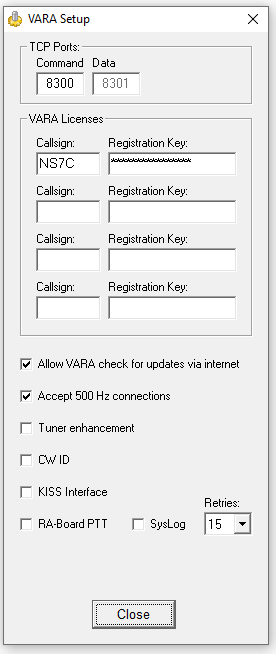 VARA Setup
TCP Ports:
Command Data
8300 8301
VARA Licenses
Callsign: Registration Key:
NS7C *****************
Callsign: Registration Key:
Callsign: Registration Key:
Callsign: Registration Key:
Allow VARA check for updates via internet
Accept 500 Hz connections
Tuner enhancement
CW ID
KISS Interface
Retries:
RA-Board PTT SysLog 15
Close